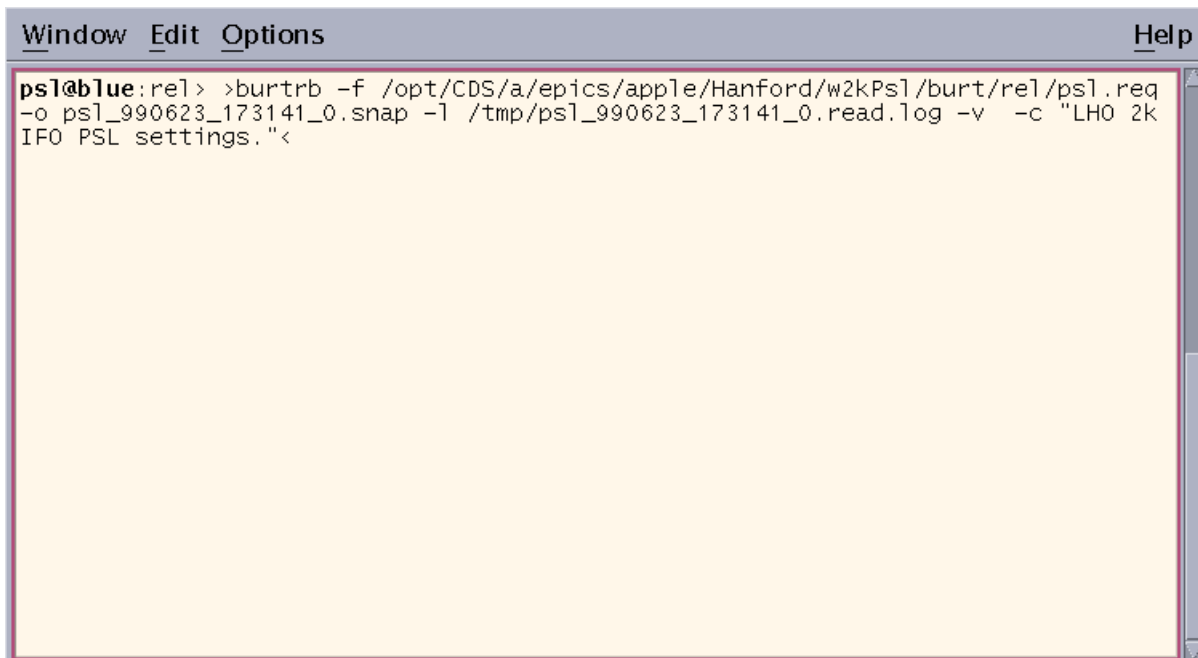 Window Edit Options Help
psl@blue:rel> >burtrb -f /opt/CDS/a/epics/apple/Hanford/w2kPsl/burt/rel/psl.req
-o psl_990623_173141_0.snap -l /tmp/psl_990623_173141_0.read.log -v  -c "LHO 2k
IFO PSL settings."<